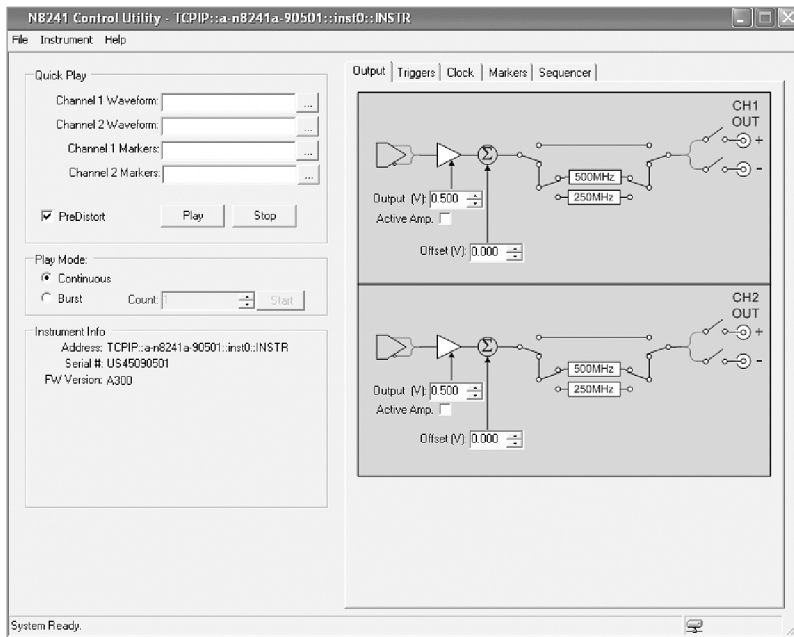 N8241 Control Utility - TCPIP::a-n8241a-90501::inst0::INSTR
File Instrument Help
Quick Play
Channel 1 Waveform: ...
Channel 2 Waveform: ...
Channel 1 Markers: ...
Channel 2 Markers: ...
PreDistort Play Stop
Play Mode:
Continuous
Burst Count: 1 Start
Instrument Info
Address: TCPIP::a-n8241a-90501::inst0::INSTR
Serial #: US45090501
FW Version: A300
Output Triggers Clock Markers Sequencer
CH1
OUT
+
-
Σ
500MHz
250MHz
Output (V): 0.500
Active Amp.
Offset (V): 0.000
CH2
OUT
+
-
Σ
500MHz
250MHz
Output (V): 0.500
Active Amp.
Offset (V): 0.000
System Ready.